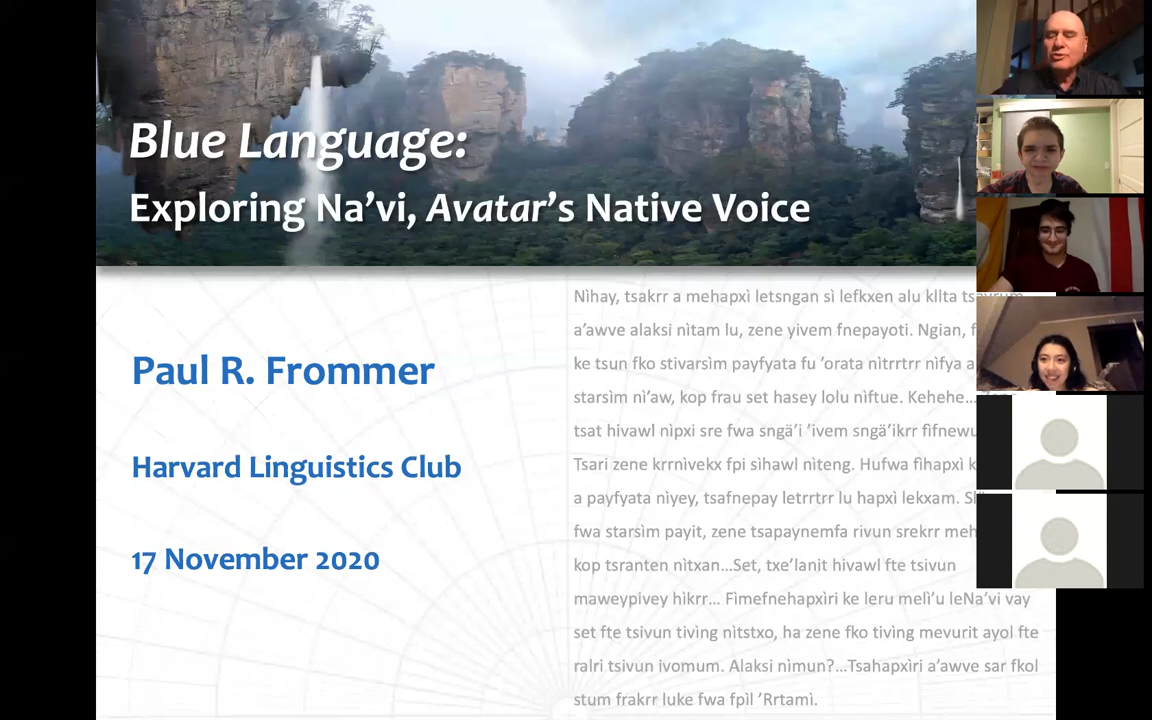 Blue Language:
Exploring Na’vi, Avatar’s Native Voice
Paul R. Frommer
Harvard Linguistics Club
17 November 2020
Nìhay, tsakrr a mehapxì letsngan sì lefkxen alu kllta
a’awve alaksi nìtam lu, zene yivem fnepayoti. Ngian,
ke tsun fko stivarsìm payfyata fu ’orata nìtrrtrr nìfya a
starsìm nì’aw, kop frau set hasey lolu nìftue. Kehehe...
tsat hivawl nìpxi sre fwa sngä’i ’ivem sngä’ikrr
Tsari zene krrnìvekx fpi sìhawl nìteng. Hufwa fìhapxì
a payfyata nìyey, tsafnepay letrrtrr lu hapxì lekxam.
fwa starsìm payit, zene tsapaynemfa rivun srekrr
kop tsranten nìtxan...Set, txe’lanit hivawl fte tsivun
maweypivey hìkrr... Fìmefnehapxìri ke leru melì’u leNa’vi vay
set fte tsivun tivìng nìtstxo, ha zene fko tivìng mevurit ayol fte
ralri tsivun ivomum. Alaksi nìmun?...Tsahapxìri a’awve sar fkol
stum frakrr luke fwa fpìl ’Rrtamì.